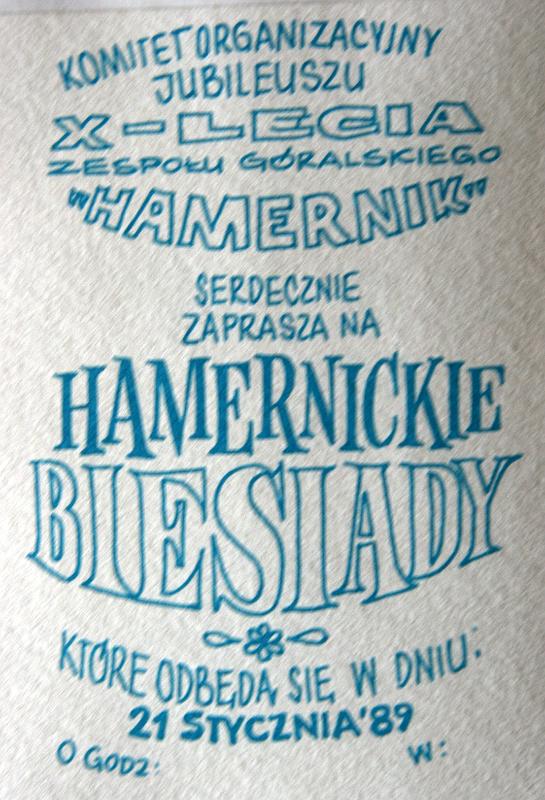 KOMITET ORGANIZACYJNY
JUBILEUSZU
X-LECIA
ZESPOŁU GÓRALSKIEGO
"HAMERNIK"
SERDECZNIE
ZAPRASZA NA
HAMERNICKIE
BIESIADY
KTÓRE ODBĘDĄ SIĘ W DNIU:
21 STYCZNIA'89
O GODZ: W: